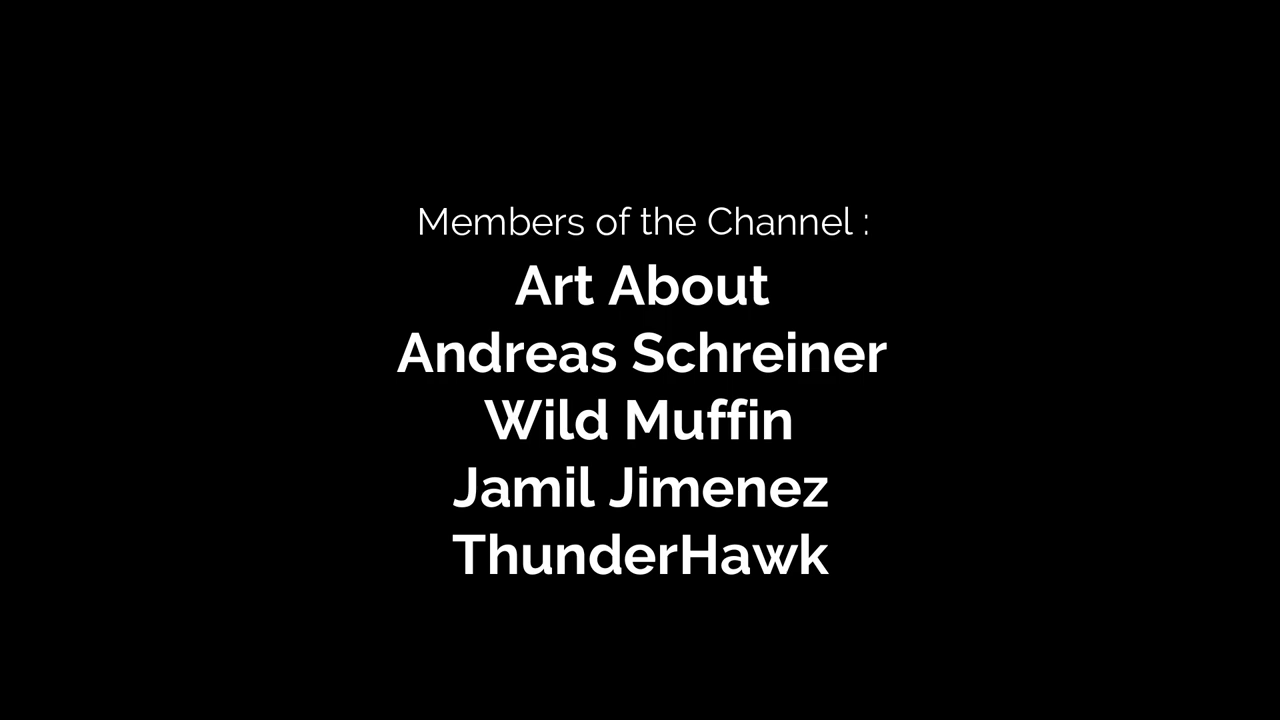 Members of the Channel :
Art About
Andreas Schreiner
Wild Muffin
Jamil Jimenez
ThunderHawk